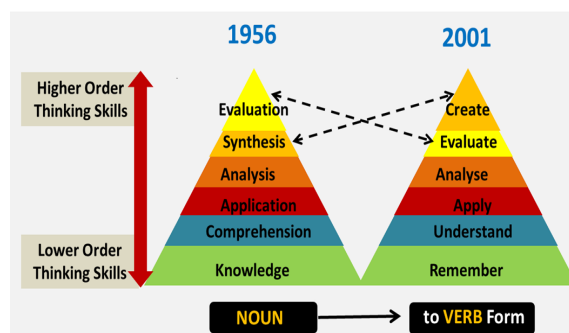 1956
2001
Higher Order
Thinking Skills
Evaluation
Create
Synthesis
Evaluate
Analysis
Analyse
Application
Apply
Comprehension
Understand
Lower Order
Thinking Skills
Knowledge
Remember
NOUN
to VERB Form